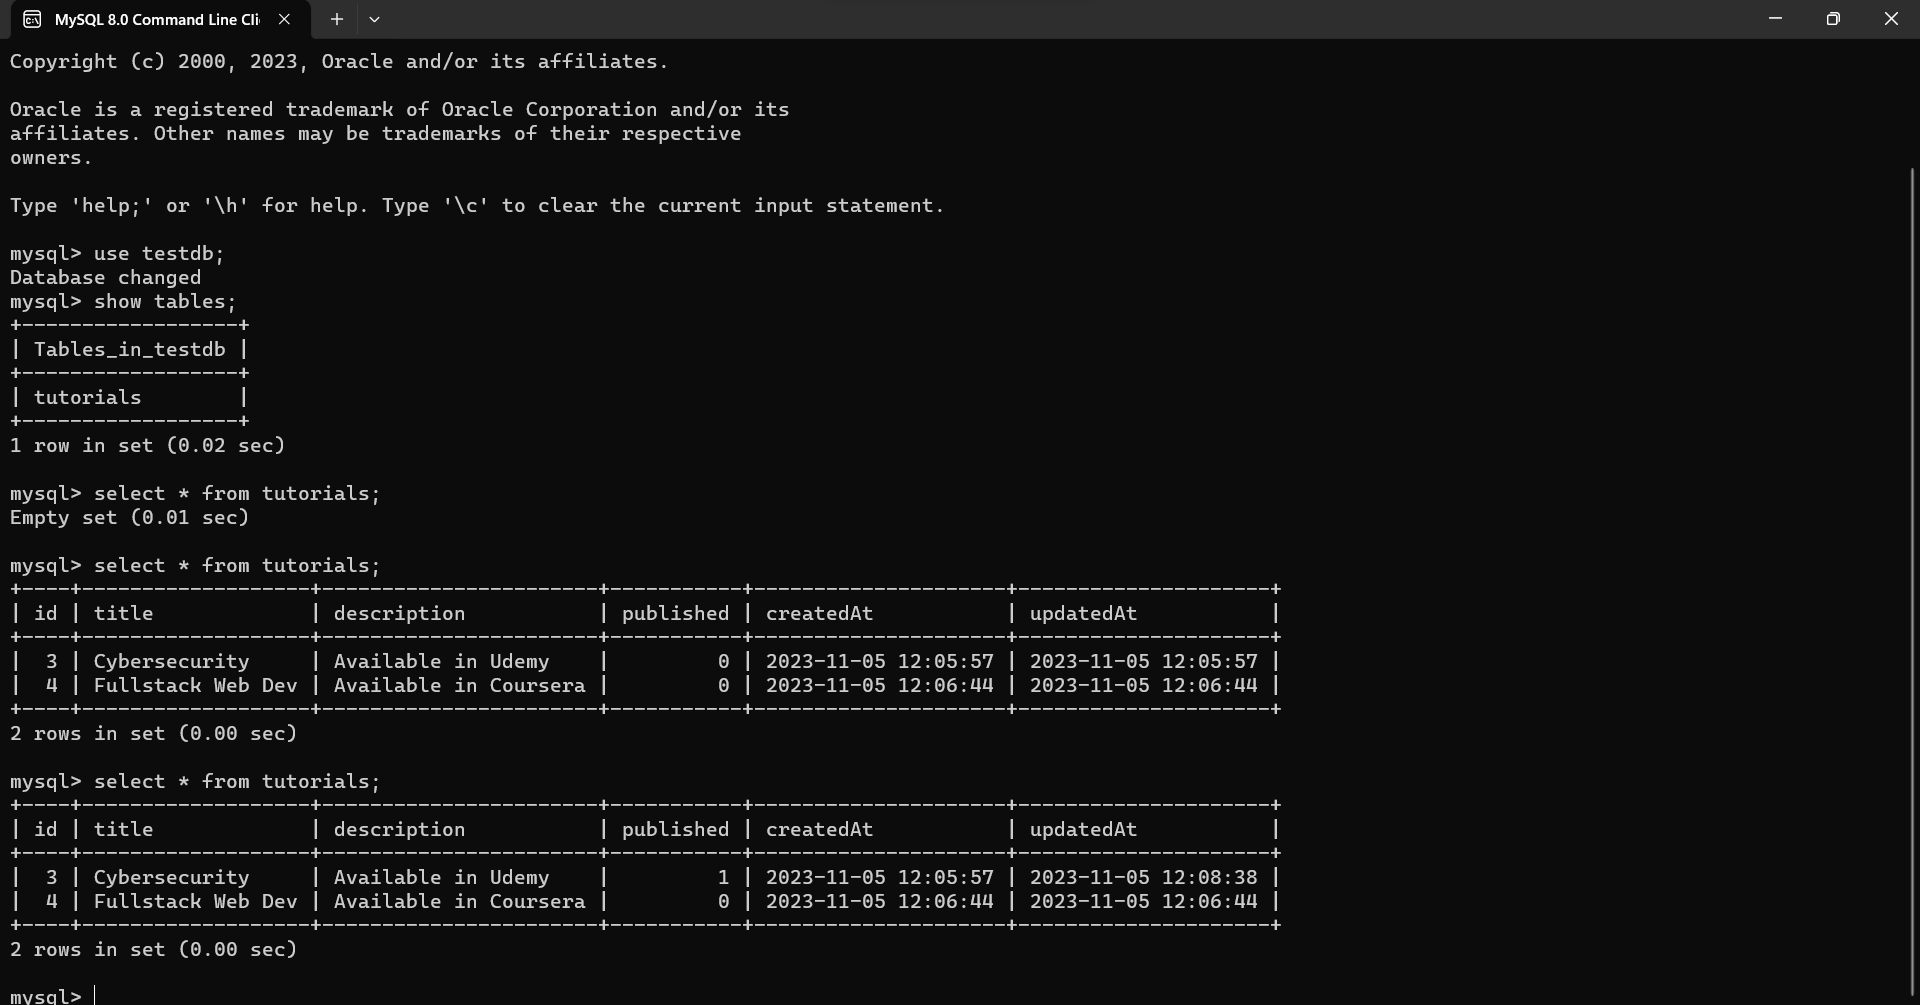 MySQL 8.0 Command Line Cli
Copyright (c) 2000, 2023, Oracle and/or its affiliates.
Oracle is a registered trademark of Oracle Corporation and/or its
affiliates. Other names may be trademarks of their respective
owners.
Type 'help;' or '\h' for help. Type '\c' to clear the current input statement.
mysql> use testdb;
Database changed
mysql> show tables;
+------------------+
| Tables_in_testdb |
+------------------+
| tutorials        |
+------------------+
1 row in set (0.02 sec)
mysql> select * from tutorials;
Empty set (0.01 sec)
mysql> select * from tutorials;
+----+-------------------+-----------------------+-----------+---------------------+---------------------+
| id | title             | description           | published | createdAt           | updatedAt           |
+----+-------------------+-----------------------+-----------+---------------------+---------------------+
|  3 | Cybersecurity     | Available in Udemy    |         0 | 2023-11-05 12:05:57 | 2023-11-05 12:05:57 |
|  4 | Fullstack Web Dev | Available in Coursera |         0 | 2023-11-05 12:06:44 | 2023-11-05 12:06:44 |
+----+-------------------+-----------------------+-----------+---------------------+---------------------+
2 rows in set (0.00 sec)
mysql> select * from tutorials;
+----+-------------------+-----------------------+-----------+---------------------+---------------------+
| id | title             | description           | published | createdAt           | updatedAt           |
+----+-------------------+-----------------------+-----------+---------------------+---------------------+
|  3 | Cybersecurity     | Available in Udemy    |         1 | 2023-11-05 12:05:57 | 2023-11-05 12:08:38 |
|  4 | Fullstack Web Dev | Available in Coursera |         0 | 2023-11-05 12:06:44 | 2023-11-05 12:06:44 |
+----+-------------------+-----------------------+-----------+---------------------+---------------------+
2 rows in set (0.00 sec)
mysql>